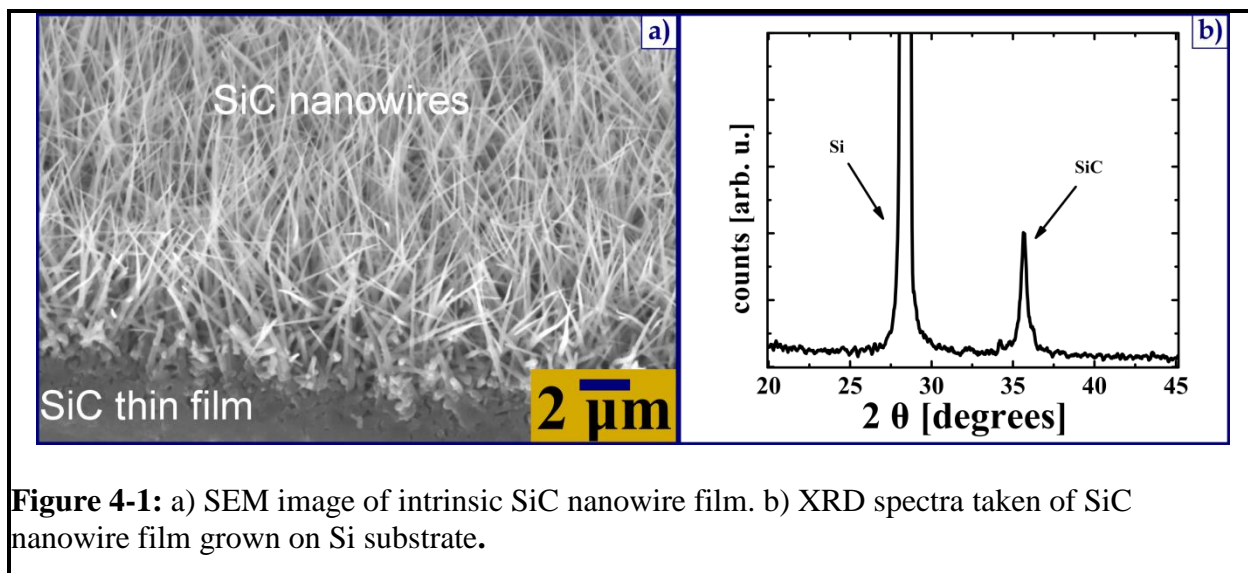 a)
SiC nanowires
SiC thin film
2 μm
b)
counts [arb. u.]
Si
SiC
20 25 30 35 40 45
2 θ [degrees]
Figure 4-1: a) SEM image of intrinsic SiC nanowire film. b) XRD spectra taken of SiC
nanowire film grown on Si substrate.